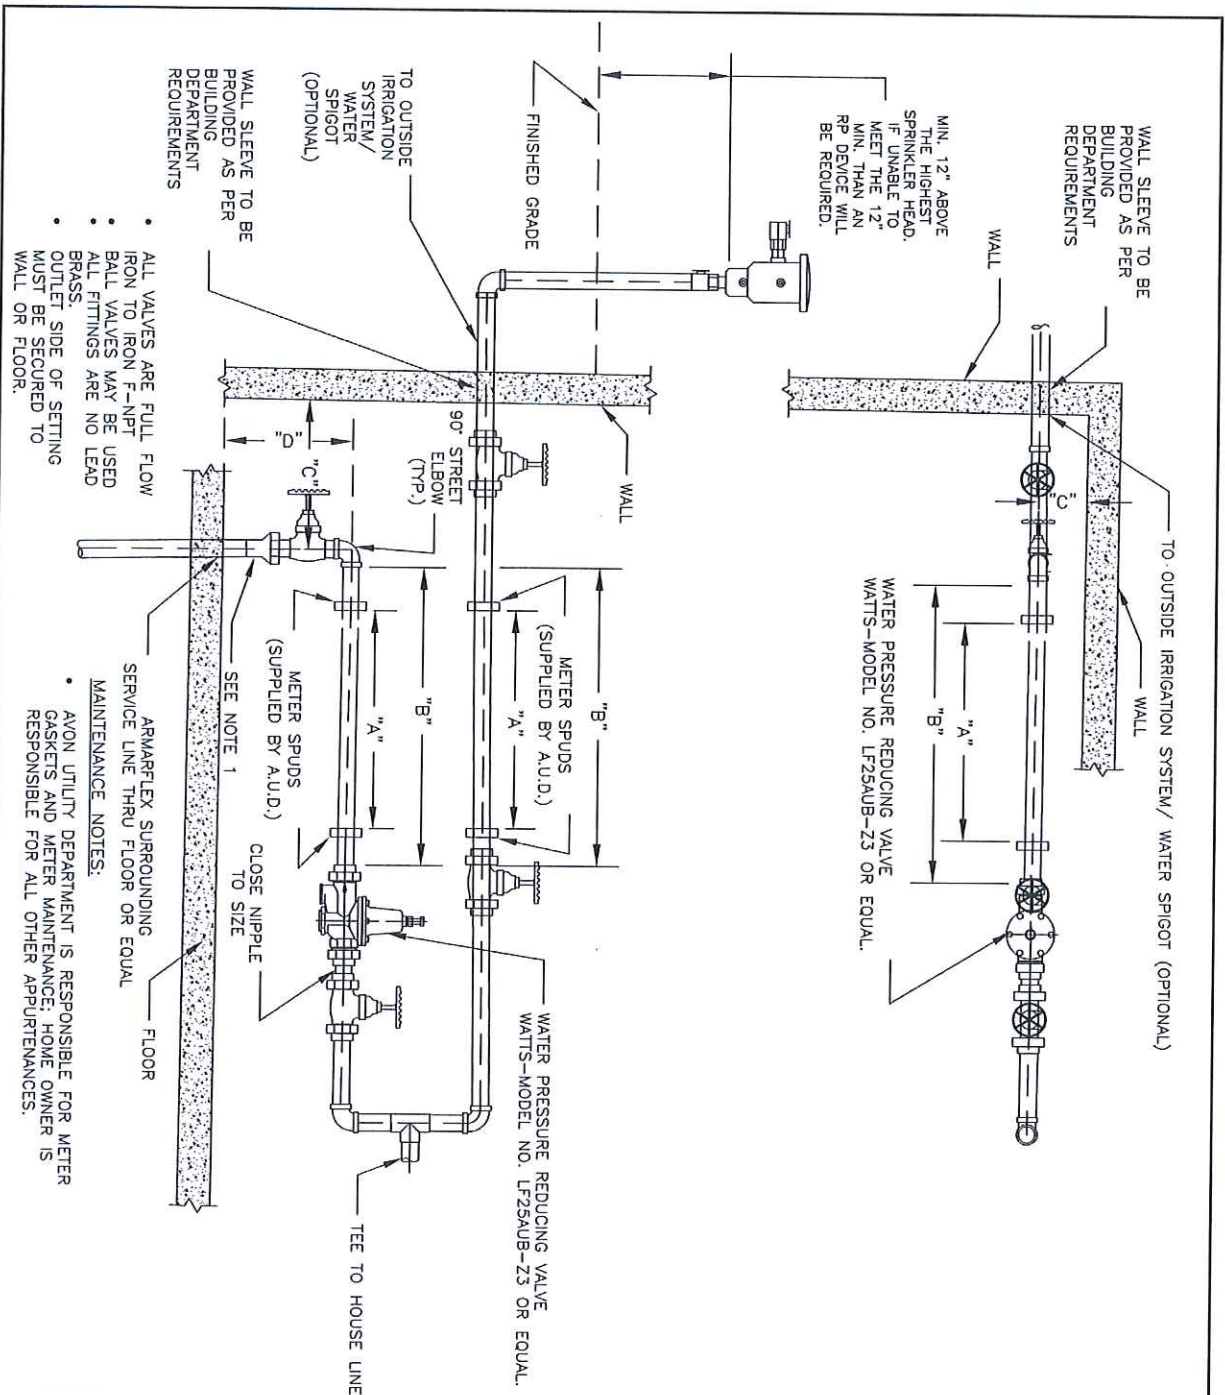 WALL SLEEVE TO BE
PROVIDED AS PER
BUILDING
DEPARTMENT
REQUIREMENTS
TO OUTSIDE IRRIGATION SYSTEM/ WATER SPIGOT (OPTIONAL)
WALL
WALL
"C"
"A"
"B"
WATER PRESSURE REDUCING VALVE
WATTS-MODEL NO. LF25AUB-Z3 OR EQUAL.
MIN. 12" ABOVE
THE HIGHEST
SPRINKLER HEAD.
IF UNABLE TO
MEET THE 12"
MIN. THAN AN
RP DEVICE WILL
BE REQUIRED.
FINISHED GRADE
WALL
TO OUTSIDE
IRRIGATION
SYSTEM/
WATER
SPIGOT
(OPTIONAL)
WALL SLEEVE TO BE
PROVIDED AS PER
BUILDING
DEPARTMENT
REQUIREMENTS
90° STREET
ELBOW
(TYP.)
"B"
"A"
METER SPUDS
(SUPPLIED BY A.U.D.)
WATER PRESSURE REDUCING VALVE
WATTS-MODEL NO. LF25AUB-Z3 OR EQUAL.
"B"
"A"
METER SPUDS
(SUPPLIED BY A.U.D.)
CLOSE NIPPLE
TO SIZE
TEE TO HOUSE LINE
"C"
"D"
SEE NOTE 1
FLOOR
ARMARFLEX SURROUNDING
SERVICE LINE THRU FLOOR OR EQUAL
• ALL VALVES ARE FULL FLOW
IRON TO IRON F-NPT
• BALL VALVES MAY BE USED
• ALL FITTINGS ARE NO LEAD
BRASS.
• OUTLET SIDE OF SETTING
MUST BE SECURED TO
WALL OR FLOOR.
MAINTENANCE NOTES:
• AVON UTILITY DEPARTMENT IS RESPONSIBLE FOR METER
GASKETS AND METER MAINTENANCE; HOME OWNER IS
RESPONSIBLE FOR ALL OTHER APPURTENANCES.